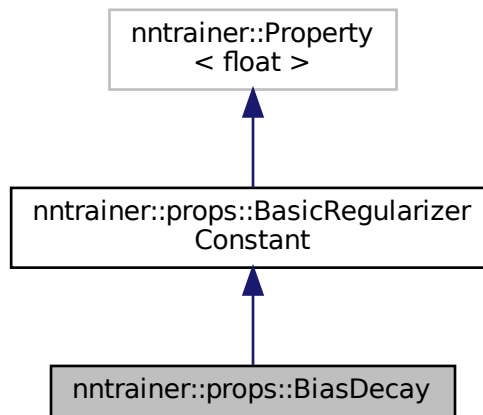 nntrainer::Property
< float >
nntrainer::props::BasicRegularizer
Constant
nntrainer::props::BiasDecay